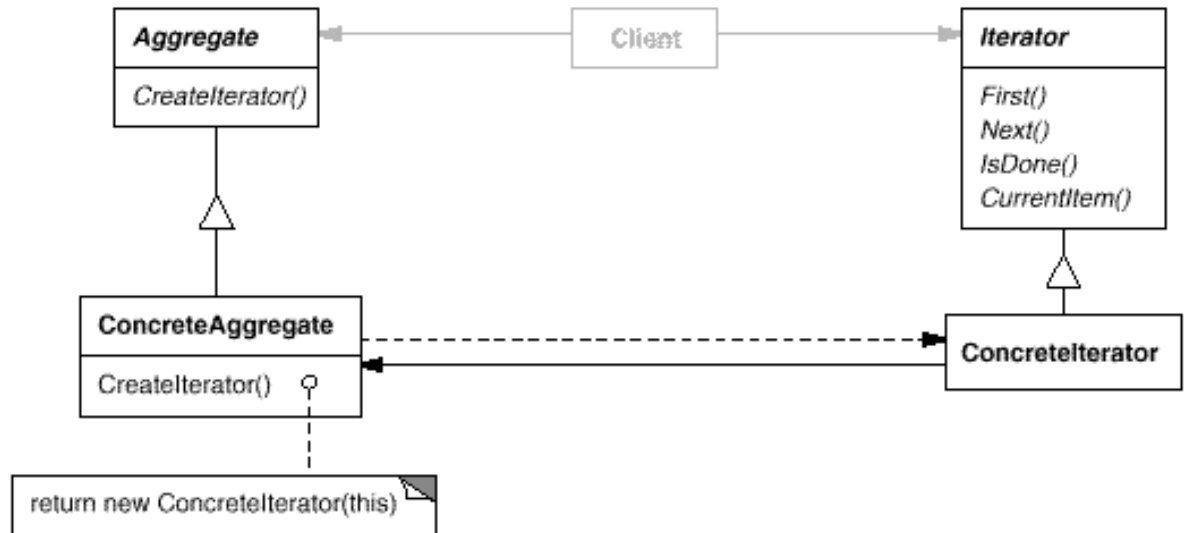 Aggregate
CreateIterator()
Client
Iterator
First()
Next()
IsDone()
CurrentItem()
ConcreteAggregate
CreateIterator()
ConcreteIterator
return new ConcreteIterator(this)